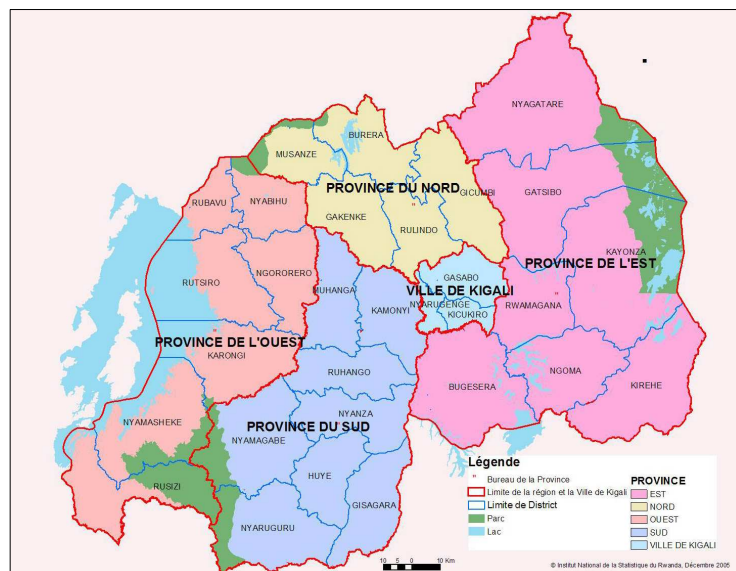 NYAGATARE
BURERA
MUSANZE
PROVINCE DU NORD
GICUMBI
GATSIBO
RUBAVU
NYABIHU
GAKENKE
RULINDO
KAYONZA
PROVINCE DE L'EST
NGORORERO
GASABO
RUTSIRO
MUHANGA
VILLE DE KIGALI
KAMONYI
NYARUGENGE
RWAMAGANA
KICUKIRO
PROVINCE DE L'OUEST
KARONGI
RUHANGO
NGOMA
BUGESERA
KIREHE
NYANZA
NYAMASHEKE
PROVINCE DU SUD
NYAMAGABE
HUYE
RUSIZI
GISAGARA
NYARUGURU
Légende
Bureau de la Province
Limite de la région et la Ville de Kigali
Limite de District
Parc
Lac
PROVINCE
EST
NORD
OUEST
SUD
VILLE DE KIGALI
10 5 0 10 Km
© Institut National de la Statistique du Rwanda, Décembre 2005